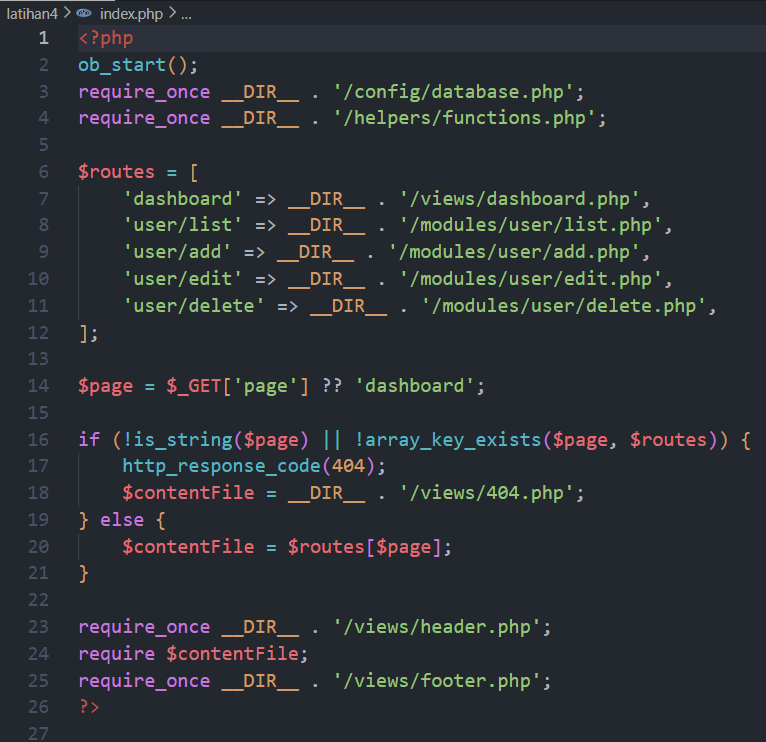 latihan4 > index.php > ...
1 <?php
2 ob_start();
3 require_once __DIR__ . '/config/database.php';
4 require_once __DIR__ . '/helpers/functions.php';
5
6 $routes = [
7     'dashboard' => __DIR__ . '/views/dashboard.php',
8     'user/list' => __DIR__ . '/modules/user/list.php',
9     'user/add' => __DIR__ . '/modules/user/add.php',
10     'user/edit' => __DIR__ . '/modules/user/edit.php',
11     'user/delete' => __DIR__ . '/modules/user/delete.php',
12 ];
13
14 $page = $_GET['page'] ?? 'dashboard';
15
16 if (!is_string($page) || !array_key_exists($page, $routes)) {
17     http_response_code(404);
18     $contentFile = __DIR__ . '/views/404.php';
19 } else {
20     $contentFile = $routes[$page];
21 }
22
23 require_once __DIR__ . '/views/header.php';
24 require $contentFile;
25 require_once __DIR__ . '/views/footer.php';
26 ?>
27